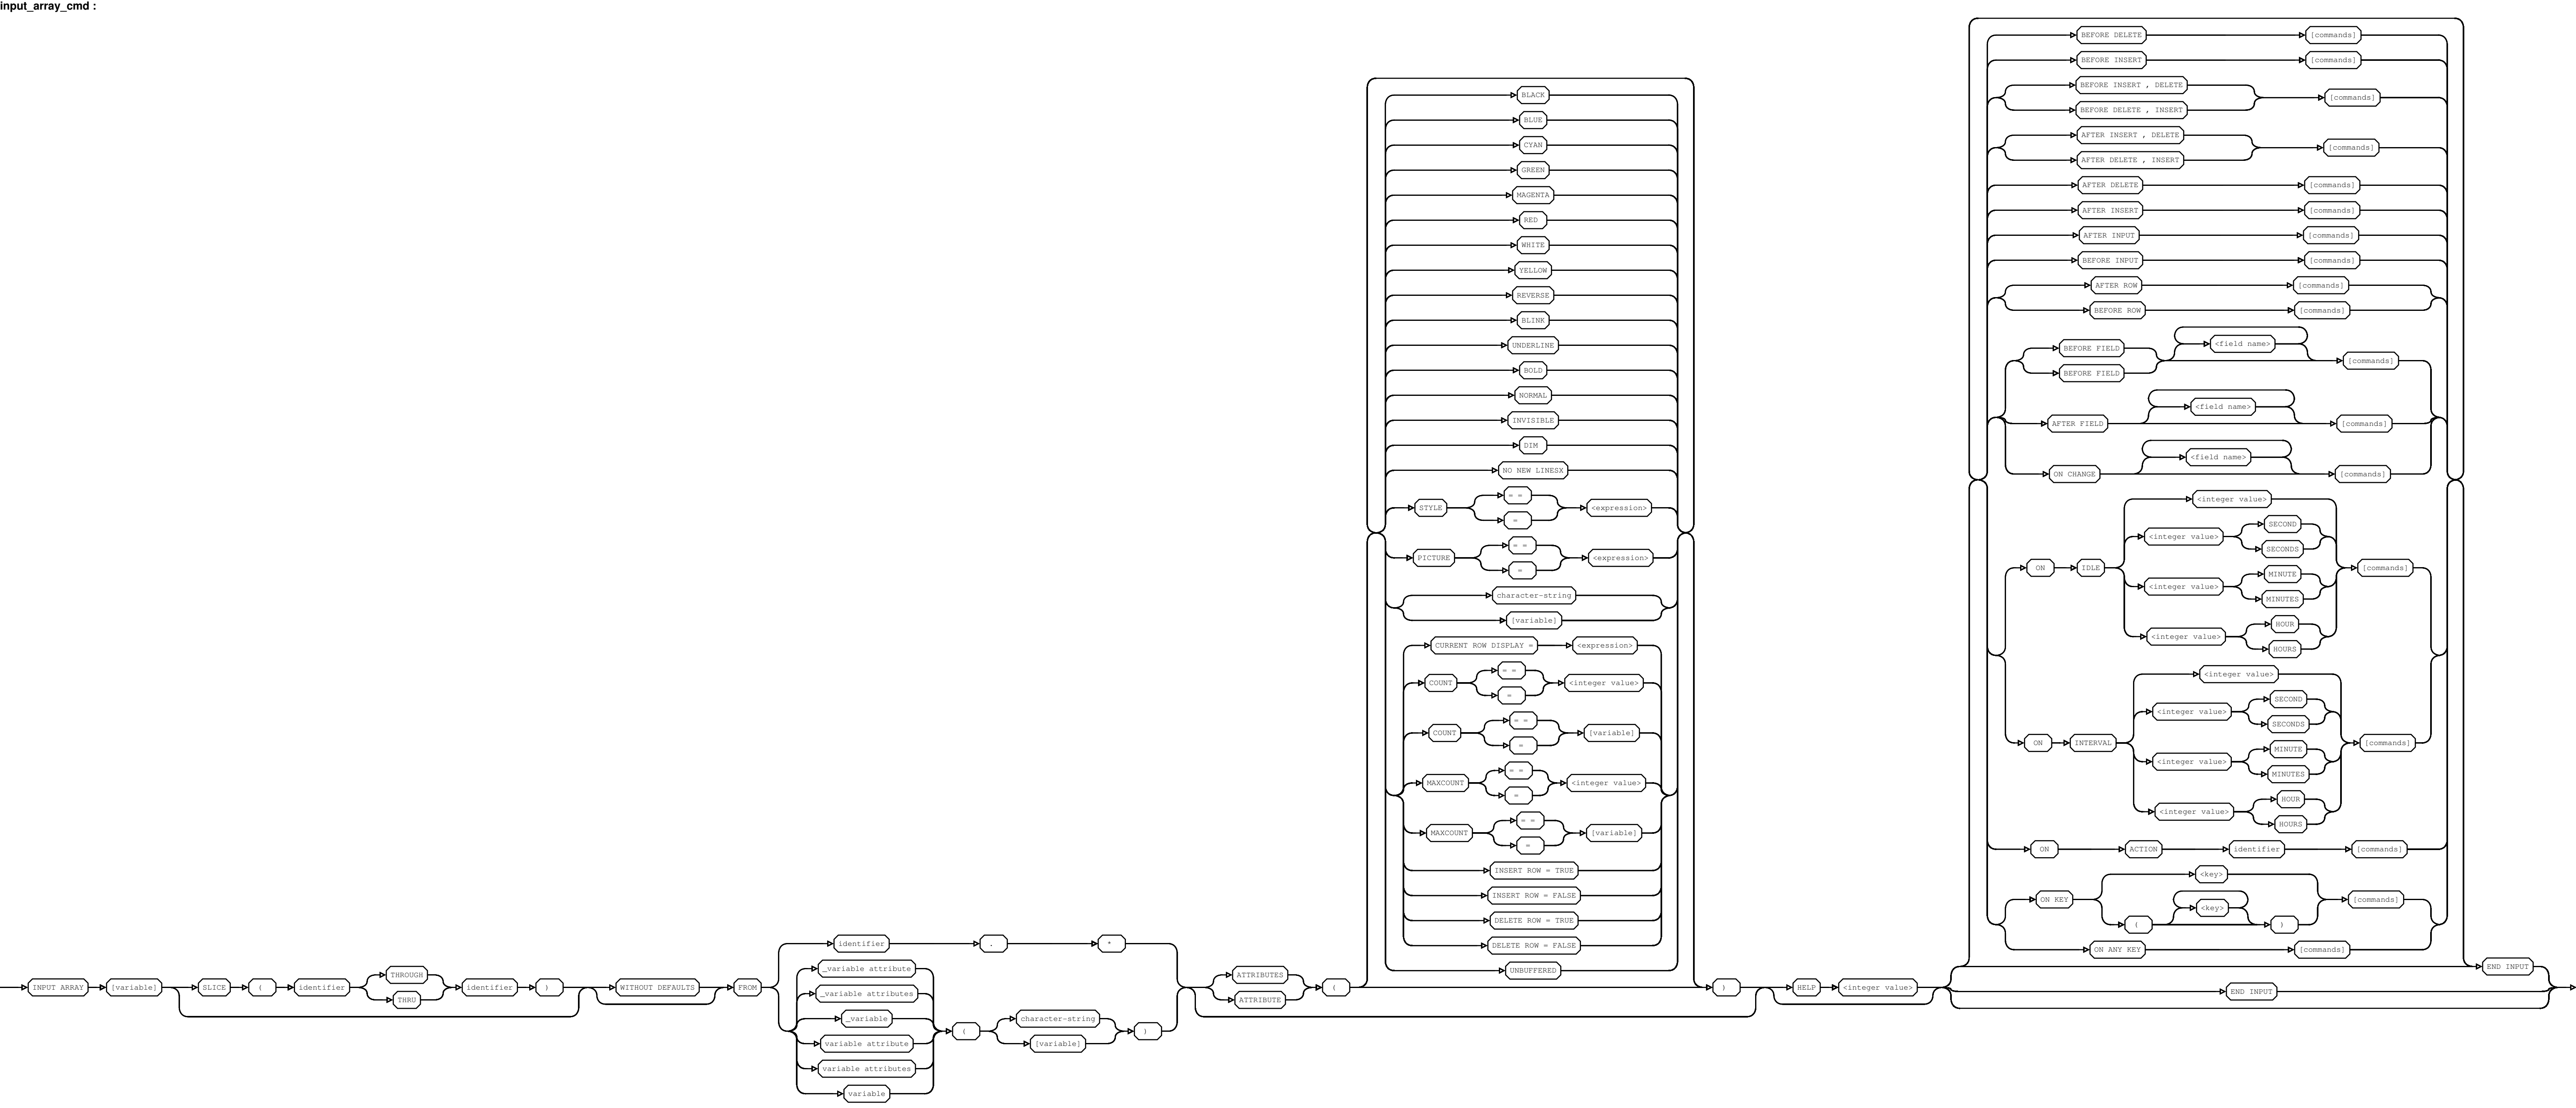 input_array_cmd :
INPUT ARRAY [variable] SLICE ( identifier
THROUGH
THRU
identifier ) WITHOUT DEFAULTS FROM
identifier . *
_variable attribute
_variable attributes
_variable
variable attribute
variable attributes
variable
(
character-string
[variable]
)
ATTRIBUTES
ATTRIBUTE
(
BLACK
BLUE
CYAN
GREEN
MAGENTA
RED
WHITE
YELLOW
REVERSE
BLINK
UNDERLINE
BOLD
NORMAL
INVISIBLE
DIM
NO NEW LINESX
STYLE
= =
=
<expression>
PICTURE
= =
=
<expression>
character-string
[variable]
CURRENT ROW DISPLAY = <expression>
COUNT
= =
=
<integer value>
COUNT
= =
=
[variable]
MAXCOUNT
= =
=
<integer value>
MAXCOUNT
= =
=
[variable]
INSERT ROW = TRUE
INSERT ROW = FALSE
DELETE ROW = TRUE
DELETE ROW = FALSE
UNBUFFERED
) HELP <integer value>
BEFORE DELETE [commands]
BEFORE INSERT [commands]
BEFORE INSERT , DELETE
BEFORE DELETE , INSERT
[commands]
AFTER INSERT , DELETE
AFTER DELETE , INSERT
[commands]
AFTER DELETE [commands]
AFTER INSERT [commands]
AFTER INPUT [commands]
BEFORE INPUT [commands]
AFTER ROW [commands]
BEFORE ROW [commands]
BEFORE FIELD
BEFORE FIELD
<field name>
[commands]
AFTER FIELD
<field name>
[commands]
ON CHANGE
<field name>
[commands]
ON IDLE
<integer value>
<integer value>
SECOND
SECONDS
<integer value>
MINUTE
MINUTES
<integer value>
HOUR
HOURS
[commands]
ON INTERVAL
<integer value>
<integer value>
SECOND
SECONDS
<integer value>
MINUTE
MINUTES
<integer value>
HOUR
HOURS
[commands]
ON ACTION identifier [commands]
ON KEY
<key>
( <key> )
[commands]
ON ANY KEY [commands]
END INPUT
END INPUT